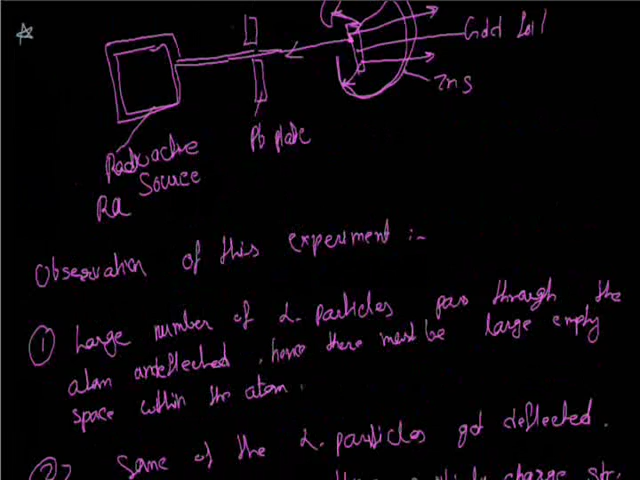 Gold foil
ZnS
Pb plate
Radioactive
Source
Ra
Observation of this experiment :-
① Large number of α-particles pass through the
atom undeflected, hence there must be large empty
space within the atom.
② Some of the α-particles got deflected.
charge str.